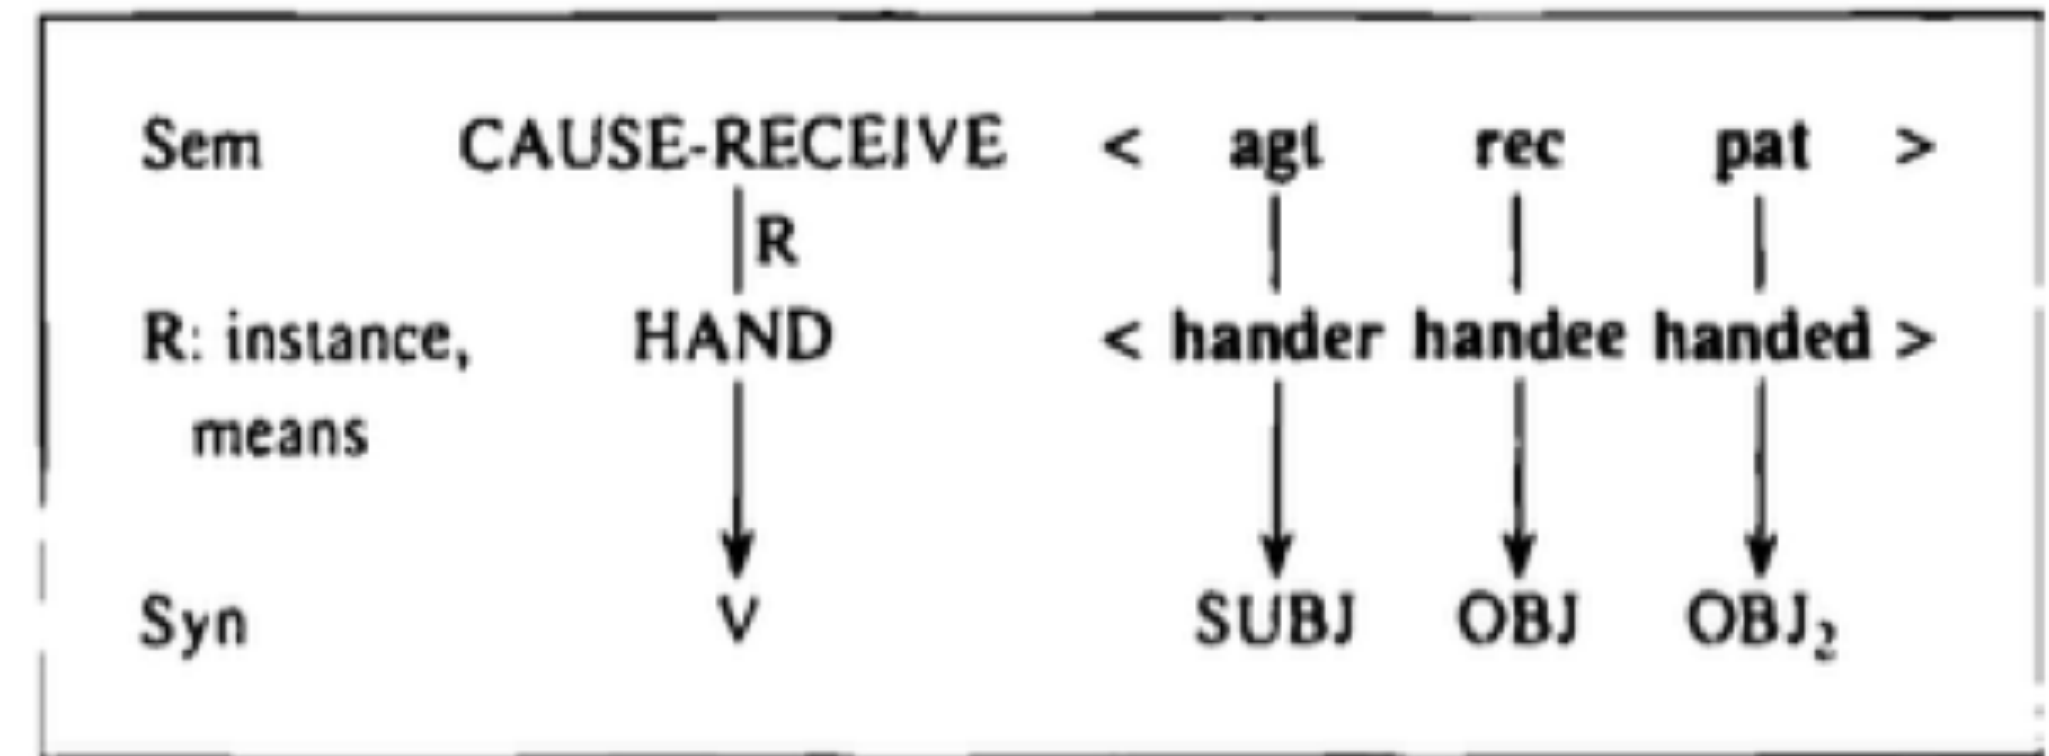 Sem CAUSE-RECEIVE < agt rec pat >
R
R: instance, HAND < hander handee handed >
means
Syn V SUBJ OBJ OBJ₂